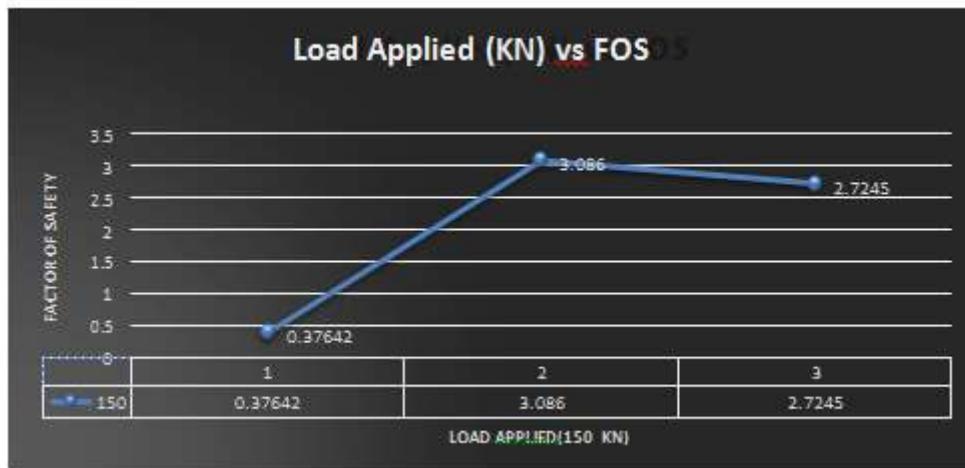 Load Applied (KN) vs FOS
FACTOR OF SAFETY
3.5
3
2.5
2
1.5
1
0.5
0
3.086
2.7245
0.37642
1 2 3
150 0.37642 3.086 2.7245
LOAD APPLIED(150 KN)